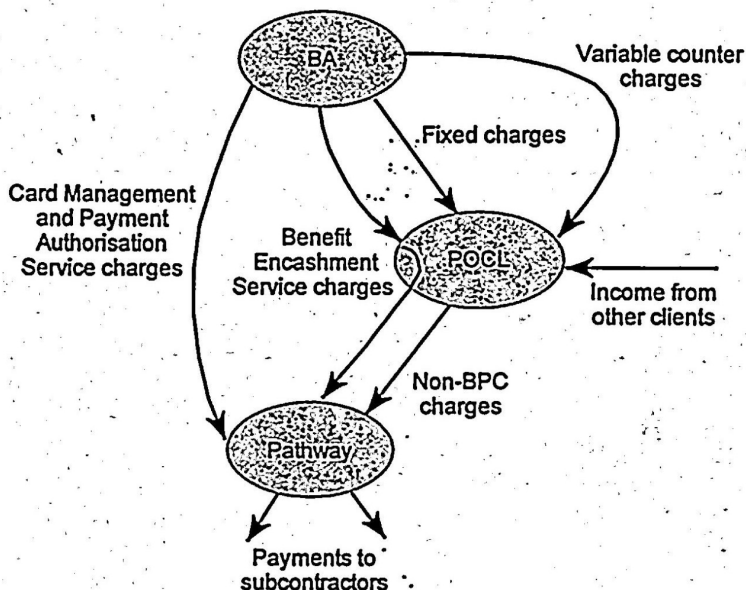 BA
Variable counter
charges
Fixed charges
Card Management
and Payment
Authorisation
Service charges
Benefit
Encashment
Service charges
POCL
Income from
other clients
Non-BPC
charges
Pathway
Payments to
subcontractors